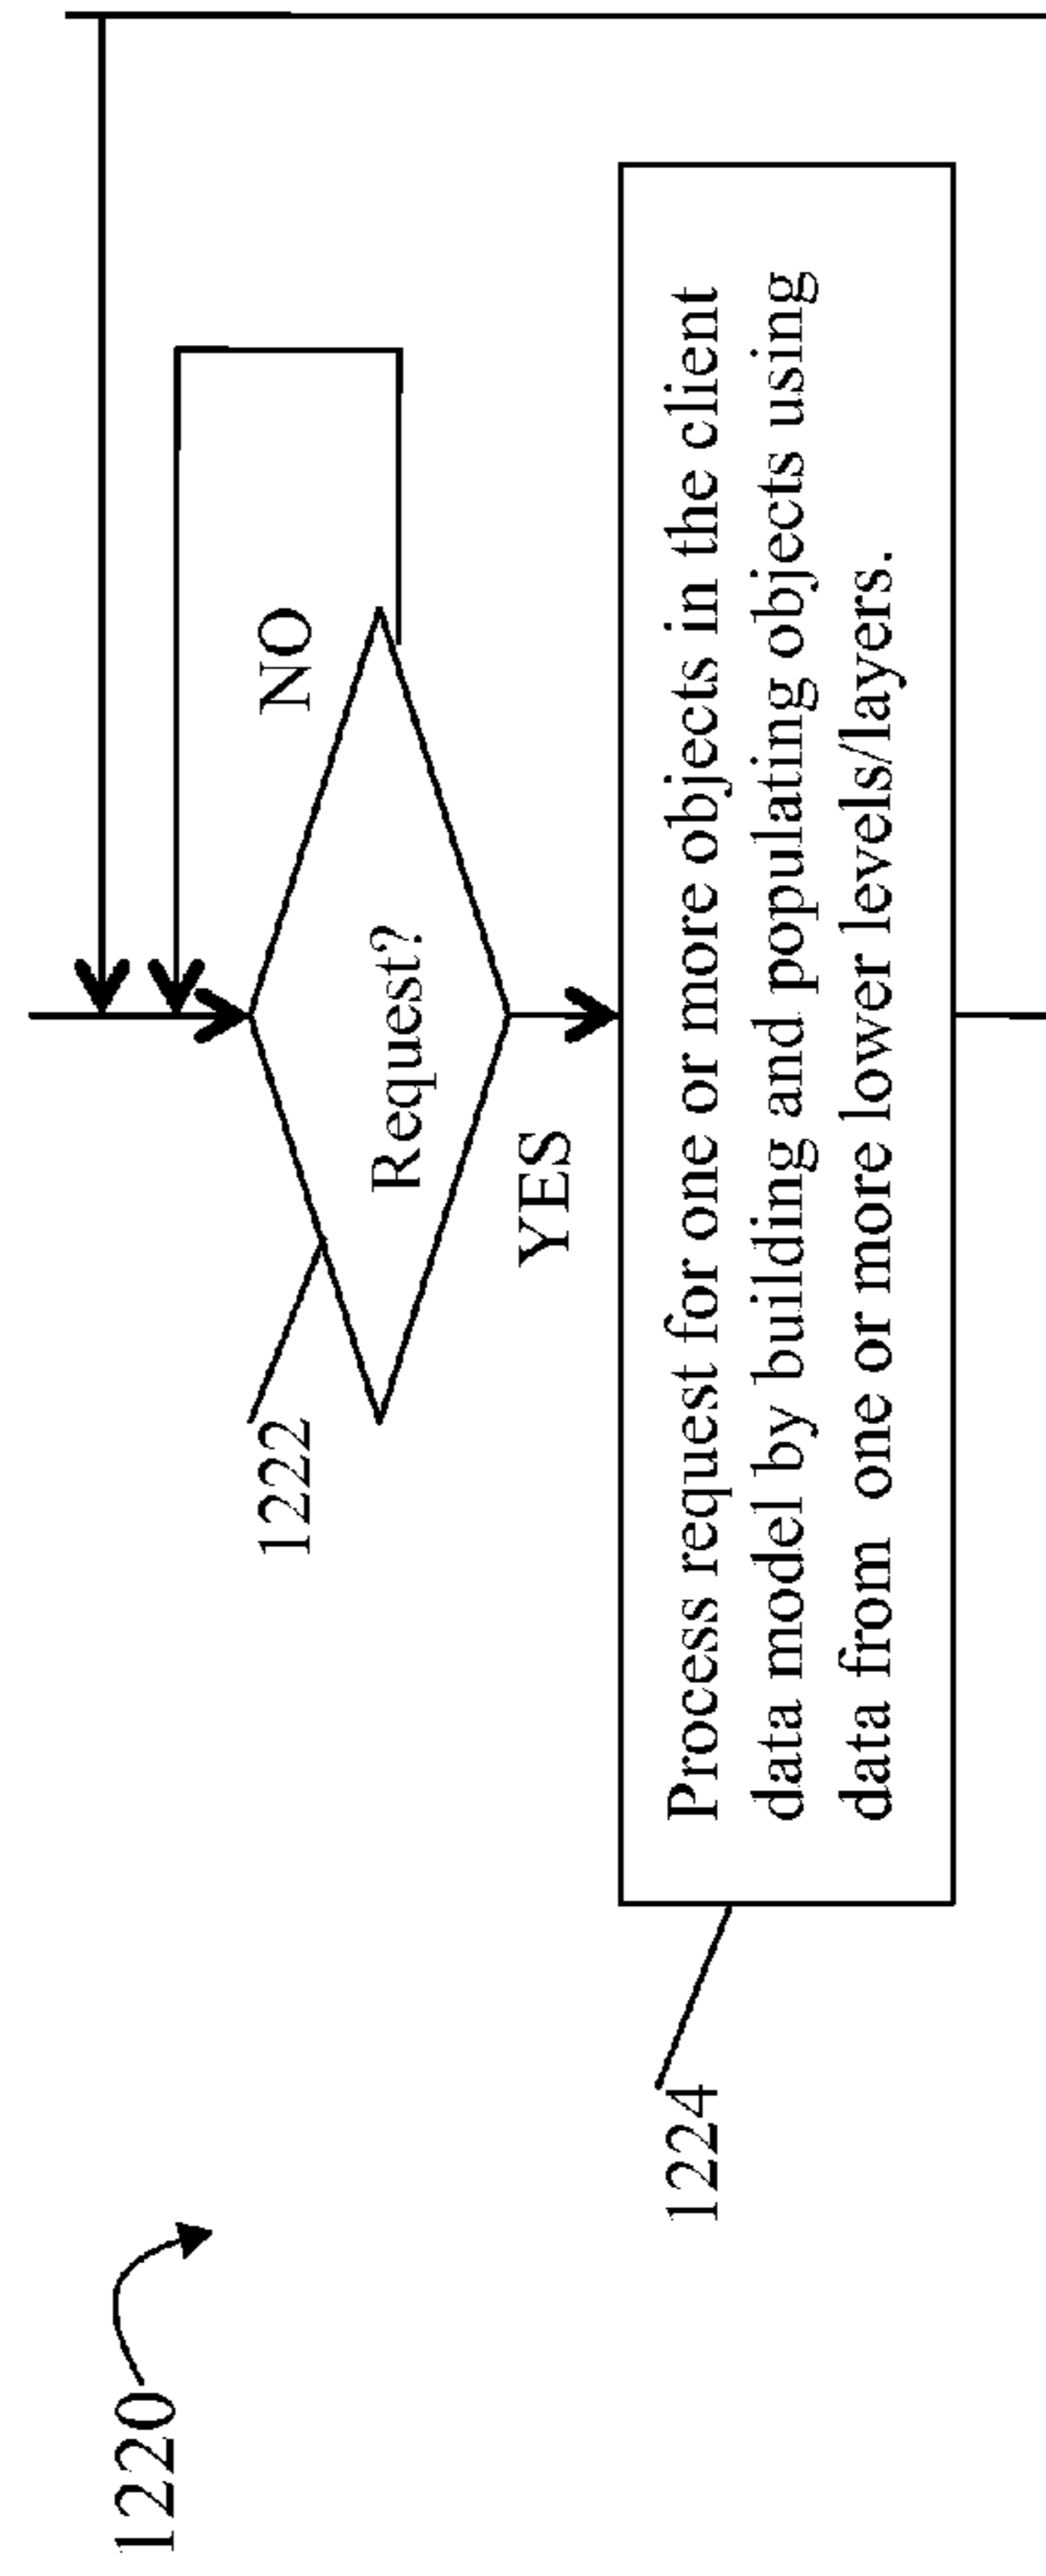 1220
1222
Request?
NO
YES
1224
Process request for one or more objects in the client
data model by building and populating objects using
data from one or more lower levels/layers.